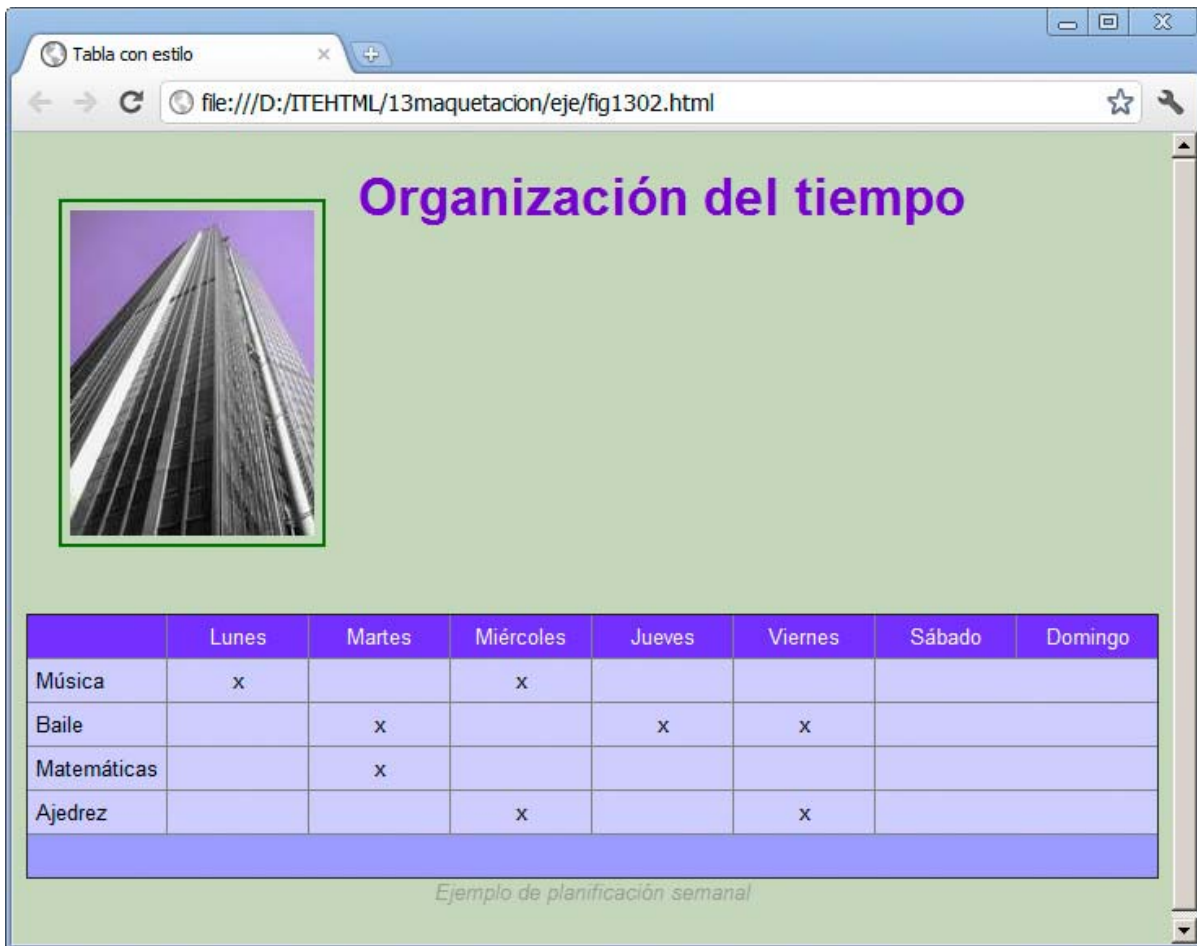 Tabla con estilo
file:///D:/ITEHTML/13maquetacion/eje/fig1302.html
Organización del tiempo
Lunes Martes Miércoles Jueves Viernes Sábado Domingo
Música x x
Baile x x x
Matemáticas x
Ajedrez x x
Ejemplo de planificación semanal